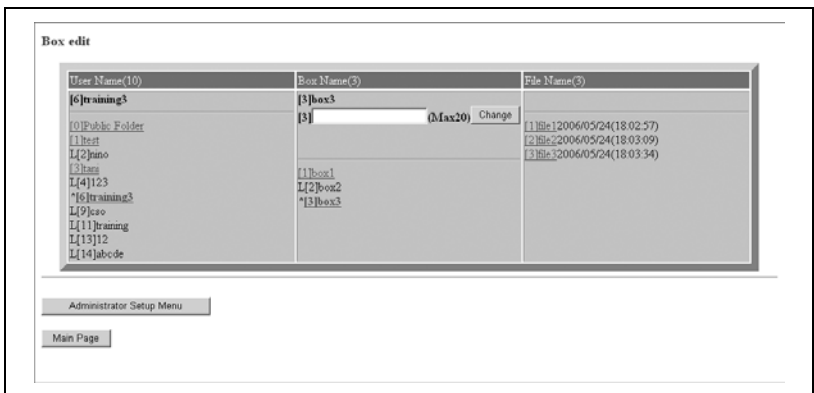 Box edit
User Name(10)
[6]training3
[0]Public Folder
[1]test
L[2]nino
[3]tani
L[4]123
*[6]training3
L[9]cso
L[11]training
L[13]12
L[14]abcde
Box Name(3)
[3]box3
[3] (Max20) Change
[1]box1
L[2]box2
*[3]box3
File Name(3)
[1]file12006/05/24(18:02:57)
[2]file22006/05/24(18:03:09)
[3]file32006/05/24(18:03:34)
Administrator Setup Menu
Main Page